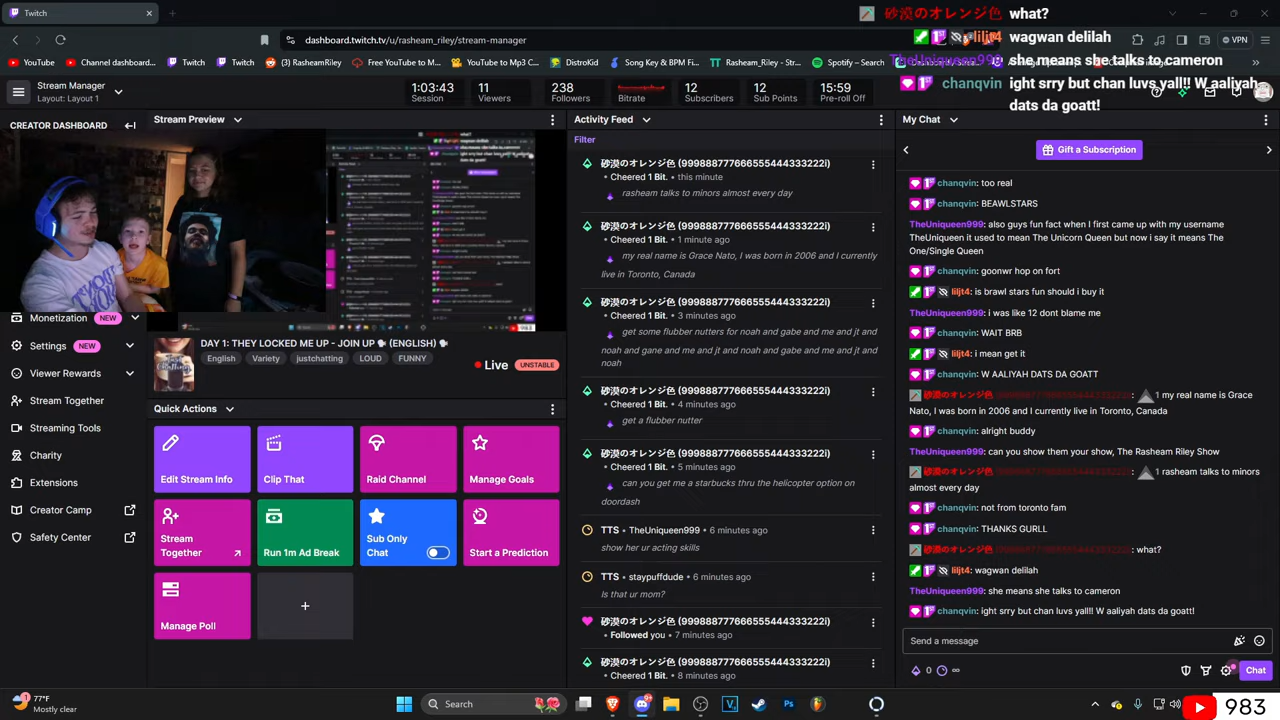 Twitch
砂漠のオレンジ色 what?
liljt4 wagwan delilah
TheUniqueen999 she means she talks to cameron
chanqvin ight srry but chan luvs yall!! W aaliyah
dats da goatt!
dashboard.twitch.tv/u/rasheam_riley/stream-manager
VPN
YouTube
Channel dashboard...
Twitch
Twitch
RasheamRiley
Free YouTube to M...
YouTube to Mp3 C...
DistroKid
Song Key & BPM Fi...
Rasheam_Riley - Str...
Spotify – Search
Stream Manager
Layout: Layout 1
1:03:43
Session
11
Viewers
238
Followers
Bitrate
12
Subscribers
12
Sub Points
15:59
Pre-roll Off
CREATOR DASHBOARD
Monetization NEW
Settings NEW
Viewer Rewards
Stream Together
Streaming Tools
Charity
Extensions
Creator Camp
Safety Center
Stream Preview
DAY 1: THEY LOCKED ME UP - JOIN UP 🗣️ (ENGLISH) 🗣️
English Variety justchatting LOUD FUNNY
Live UNSTABLE
Quick Actions
Edit Stream Info
Clip That
Raid Channel
Manage Goals
Stream
Together
Run 1m Ad Break
Sub Only
Chat
Start a Prediction
Manage Poll
Activity Feed
Filter
砂漠のオレンジ色 (99988877766655544433322 2i)
Cheered 1 Bit. • this minute
rasheam talks to minors almost every day
砂漠のオレンジ色 (999888777666555444333222i)
Cheered 1 Bit. • 1 minute ago
my real name is Grace Nato, I was born in 2006 and I currently
live in Toronto, Canada
砂漠のオレンジ色 (999888777666555444333222i)
Cheered 1 Bit. • 3 minutes ago
get some flubber nutters for noah and gabe and me and jt and
noah and gane and me and jt and noah and gabe and me and jt and
noah
砂漠のオレンジ色 (999888777666555444333222i)
Cheered 1 Bit. • 4 minutes ago
get a flubber nutter
砂漠のオレンジ色 (999888777666555444333222i)
Cheered 1 Bit. • 5 minutes ago
can you get me a starbucks thru the helicopter option on
doordash
TTS • TheUniqueen999 • 6 minutes ago
show her ur acting skills
TTS • staypuffdude • 6 minutes ago
Is that ur mom?
砂漠のオレンジ色 (999888777666555444333222i)
Followed you • 7 minutes ago
砂漠のオレンジ色 (999888777666555444333222i)
Cheered 1 Bit. • 8 minutes ago
My Chat
Gift a Subscription
chanqvin: too real
chanqvin: BEAWLSTARS
TheUniqueen999: also guys fun fact when I first came up with my username
TheUniqueen it used to mean The Unicorn Queen but now i say it means The
One/Single Queen
chanqvin: goonwr hop on fort
liljt4: is brawl stars fun should i buy it
TheUniqueen999: i was like 12 dont blame me
chanqvin: WAIT BRB
liljt4: i mean get it
chanqvin: W AALIYAH DATS DA GOATT
砂漠のオレンジ色: 1 my real name is Grace
Nato, I was born in 2006 and I currently live in Toronto, Canada
chanqvin: alright buddy
TheUniqueen999: can you show them your show, The Rasheam Riley Show
砂漠のオレンジ色: 1 rasheam talks to minors
almost every day
chanqvin: not from toronto fam
chanqvin: THANKS GURLL
砂漠のオレンジ色: what?
liljt4: wagwan delilah
TheUniqueen999: she means she talks to cameron
chanqvin: ight srry but chan luvs yall!! W aaliyah dats da goatt!
Send a message
0
Chat
77°F
Mostly clear
Search
983